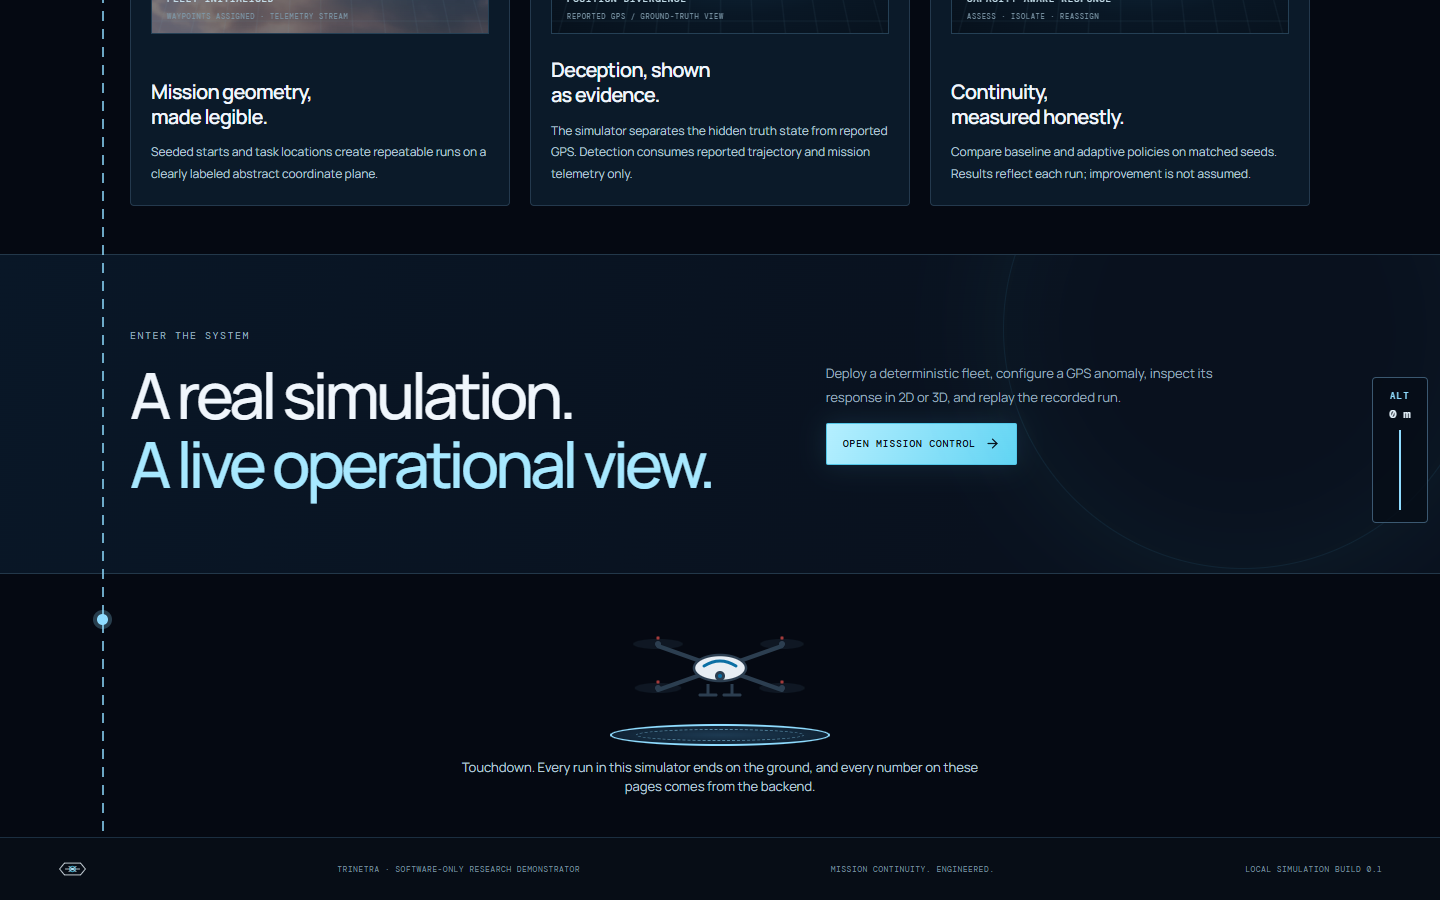 WAYPOINTS ASSIGNED · TELEMETRY STREAM
REPORTED GPS / GROUND-TRUTH VIEW
ASSESS · ISOLATE · REASSIGN
Mission geometry,
made legible.
Seeded starts and task locations create repeatable runs on a
clearly labeled abstract coordinate plane.
Deception, shown
as evidence.
The simulator separates the hidden truth state from reported
GPS. Detection consumes reported trajectory and mission
telemetry only.
Continuity,
measured honestly.
Compare baseline and adaptive policies on matched seeds.
Results reflect each run; improvement is not assumed.
ENTER THE SYSTEM
A real simulation.
A live operational view.
Deploy a deterministic fleet, configure a GPS anomaly, inspect its
response in 2D or 3D, and replay the recorded run.
OPEN MISSION CONTROL
ALT
0 m
Touchdown. Every run in this simulator ends on the ground, and every number on these
pages comes from the backend.
TRINETRA · SOFTWARE-ONLY RESEARCH DEMONSTRATOR
MISSION CONTINUITY. ENGINEERED.
LOCAL SIMULATION BUILD 0.1